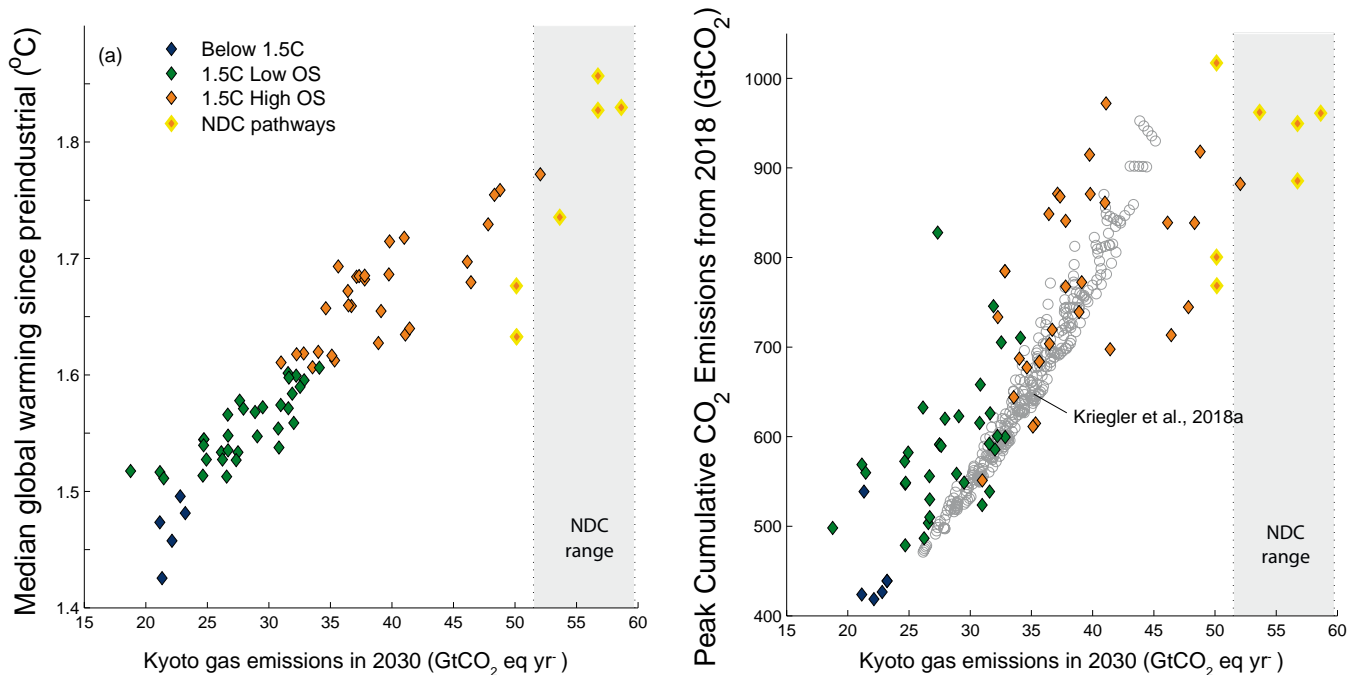 Median global warming since preindustrial (⁰C)
1.9
1.8
1.7
1.6
1.5
1.4
(a)
Below 1.5C
1.5C Low OS
1.5C High OS
NDC pathways
NDC
range
15 20 25 30 35 40 45 50 55 60
Kyoto gas emissions in 2030 (GtCO₂ eq yr⁻)
Peak Cumulative CO₂ Emissions from 2018 (GtCO₂)
1000
900
800
700
600
500
400
Kriegler et al., 2018a
NDC
range
15 20 25 30 35 40 45 50 55 60
Kyoto gas emissions in 2030 (GtCO₂ eq yr⁻)